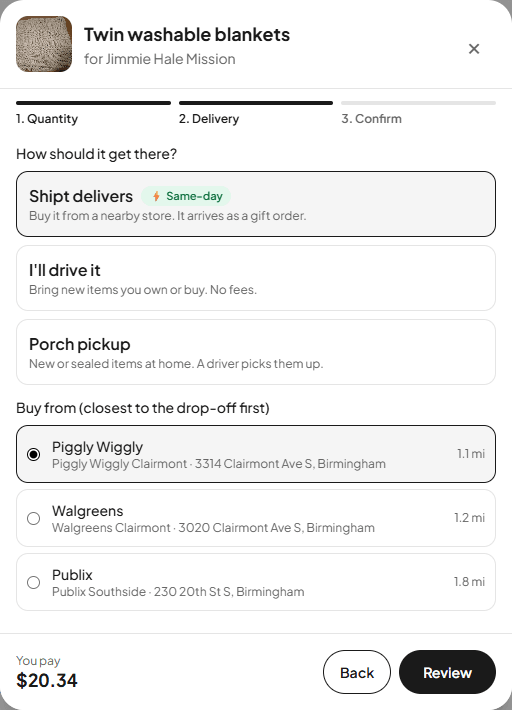 Twin washable blankets
for Jimmie Hale Mission
1. Quantity
2. Delivery
3. Confirm
How should it get there?
Shipt delivers
Same-day
Buy it from a nearby store. It arrives as a gift order.
I'll drive it
Bring new items you own or buy. No fees.
Porch pickup
New or sealed items at home. A driver picks them up.
Buy from (closest to the drop-off first)
Piggly Wiggly
Piggly Wiggly Clairmont · 3314 Clairmont Ave S, Birmingham
1.1 mi
Walgreens
Walgreens Clairmont · 3020 Clairmont Ave S, Birmingham
1.2 mi
Publix
Publix Southside · 230 20th St S, Birmingham
1.8 mi
You pay
$20.34
Back
Review